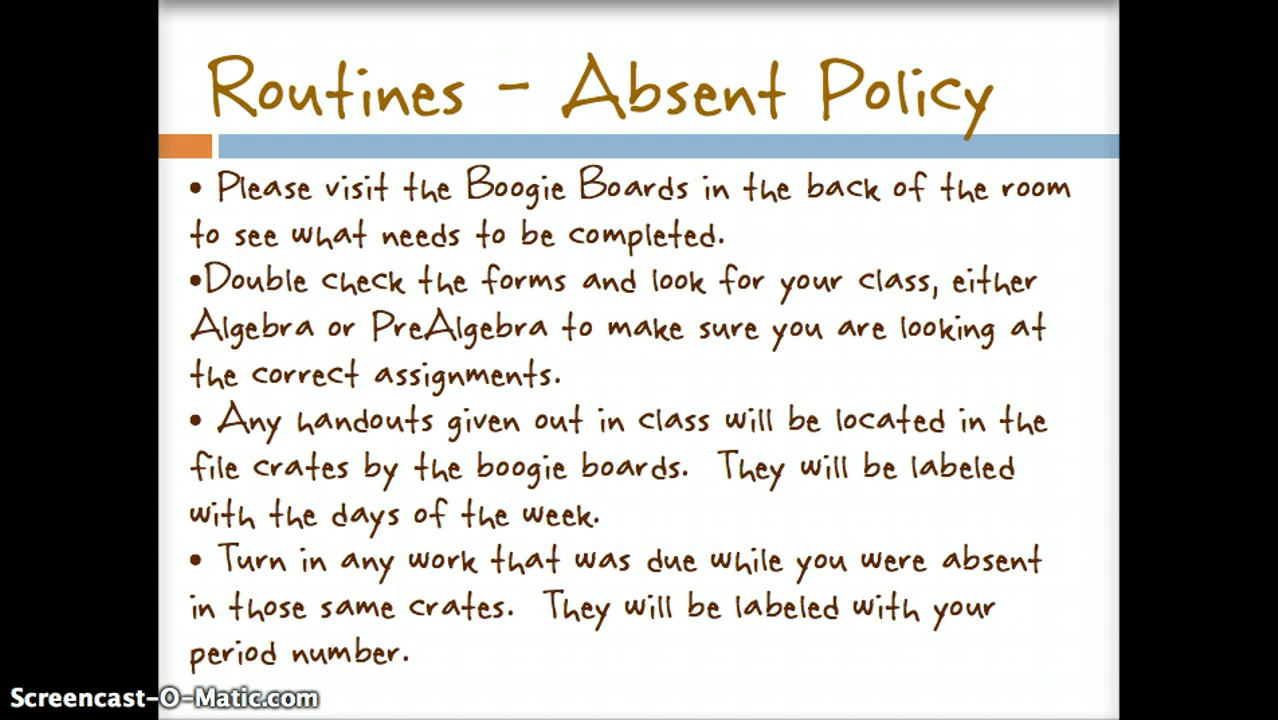 Routines - Absent Policy
• Please visit the Boogie Boards in the back of the room
to see what needs to be completed.
•Double check the forms and look for your class, either
Algebra or PreAlgebra to make sure you are looking at
the correct assignments.
• Any handouts given out in class will be located in the
file crates by the boogie boards. They will be labeled
with the days of the week.
• Turn in any work that was due while you were absent
in those same crates. They will be labeled with your
period number.
Screencast-O-Matic.com